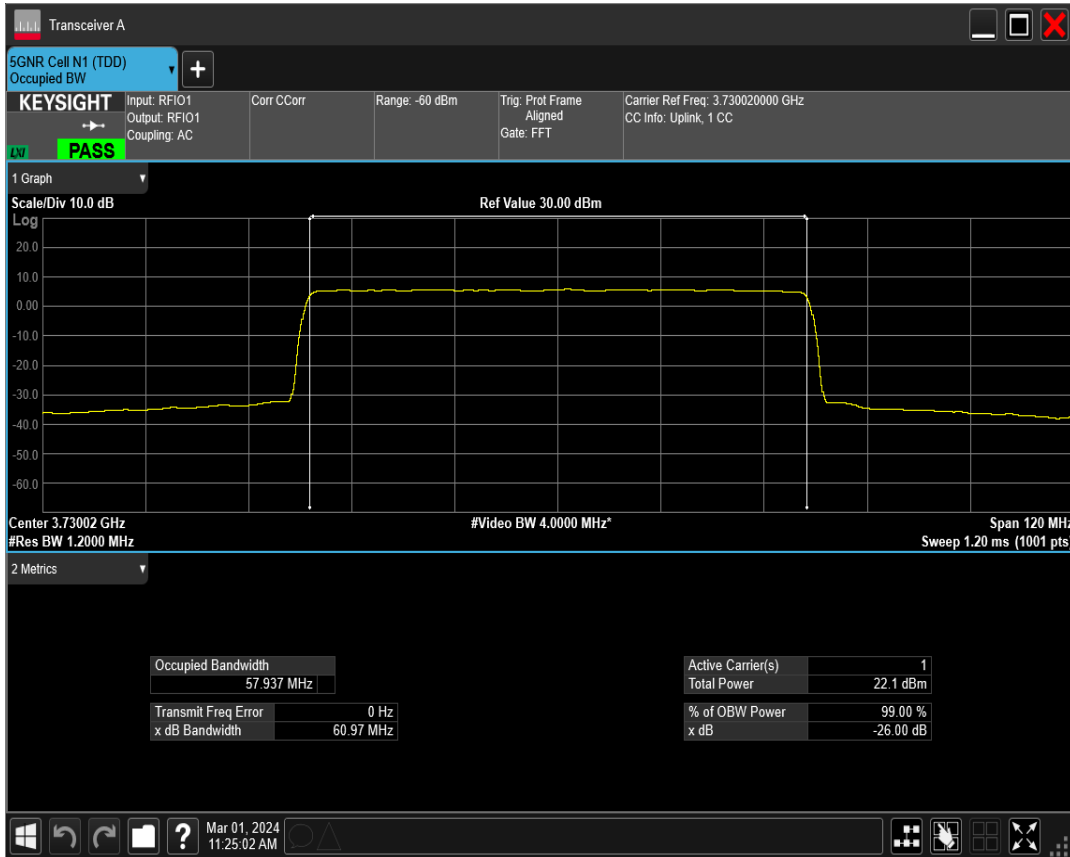 Transceiver A
5GNR Cell N1 (TDD)
Occupied BW
+
KEYSIGHT
LXI
PASS
Input: RFIO1
Output: RFIO1
Coupling: AC
Corr CCorr
Range: -60 dBm
Trig: Prot Frame
Aligned
Gate: FFT
Carrier Ref Freq: 3.730020000 GHz
CC Info: Uplink, 1 CC
1 Graph
Scale/Div 10.0 dB
Ref Value 30.00 dBm
Log
20.0
10.0
0.00
-10.0
-20.0
-30.0
-40.0
-50.0
-60.0
Center 3.73002 GHz
#Video BW 4.0000 MHz*
Span 120 MHz
#Res BW 1.2000 MHz
Sweep 1.20 ms (1001 pts)
2 Metrics
Occupied Bandwidth
57.937 MHz
Transmit Freq Error 0 Hz
x dB Bandwidth 60.97 MHz
Active Carrier(s) 1
Total Power 22.1 dBm
% of OBW Power 99.00 %
x dB -26.00 dB
?
Mar 01, 2024
11:25:02 AM